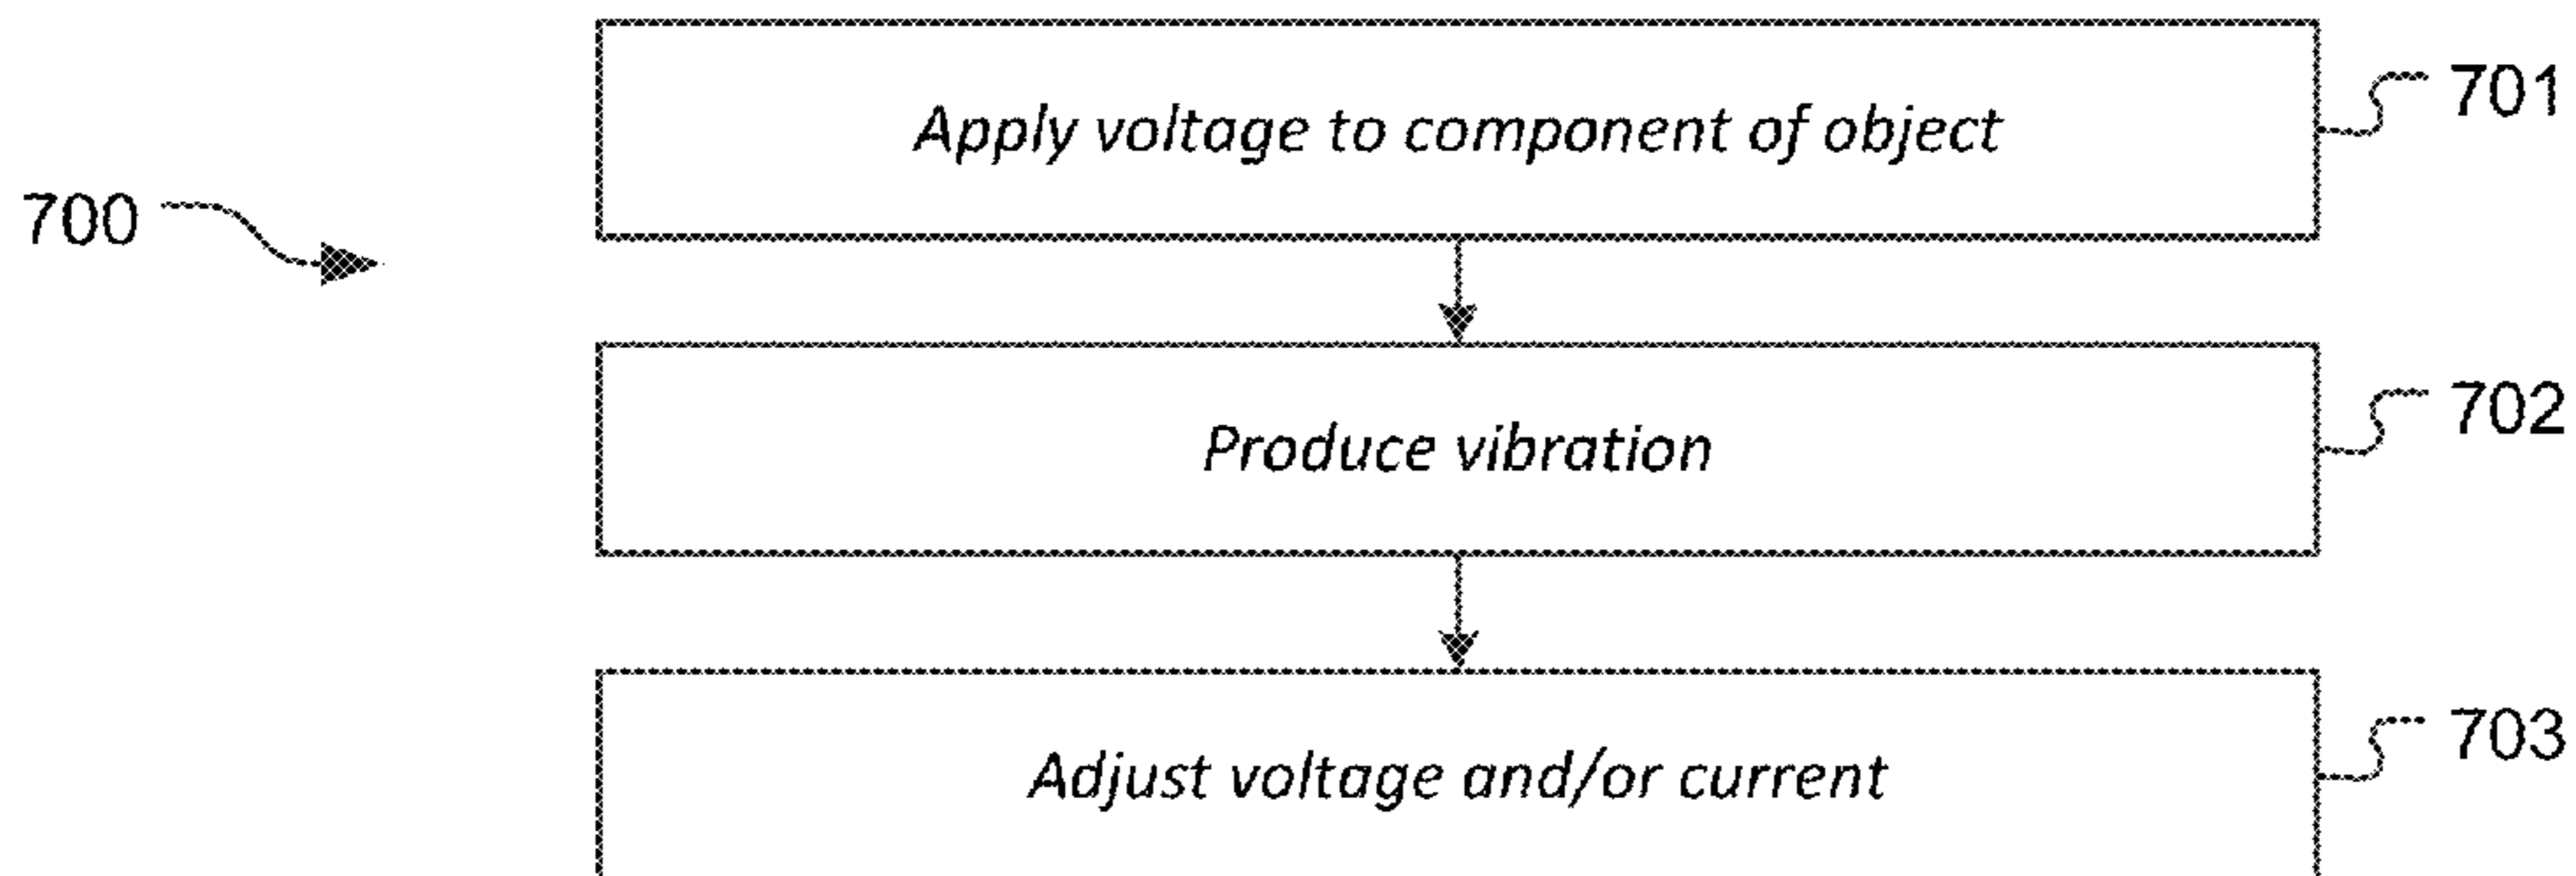 Apply voltage to component of object
701
700
Produce vibration
702
Adjust voltage and/or current
703